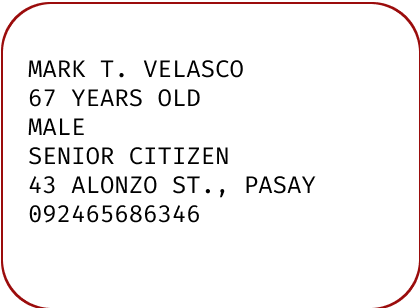 MARK T. VELASCO
67 YEARS OLD
MALE
SENIOR CITIZEN
43 ALONZO ST., PASAY
092465686346